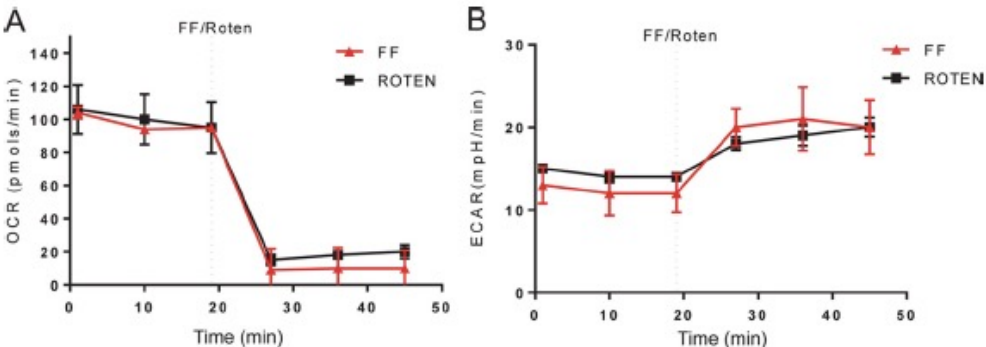 A
FF/Roten
FF
ROTEN
OCR (pmols/min)
140
120
100
80
60
40
20
0
0 10 20 30 40 50
Time (min)
B
FF/Roten
FF
ROTEN
ECAR(mpH/min)
30
20
10
0
0 10 20 30 40 50
Time (min)